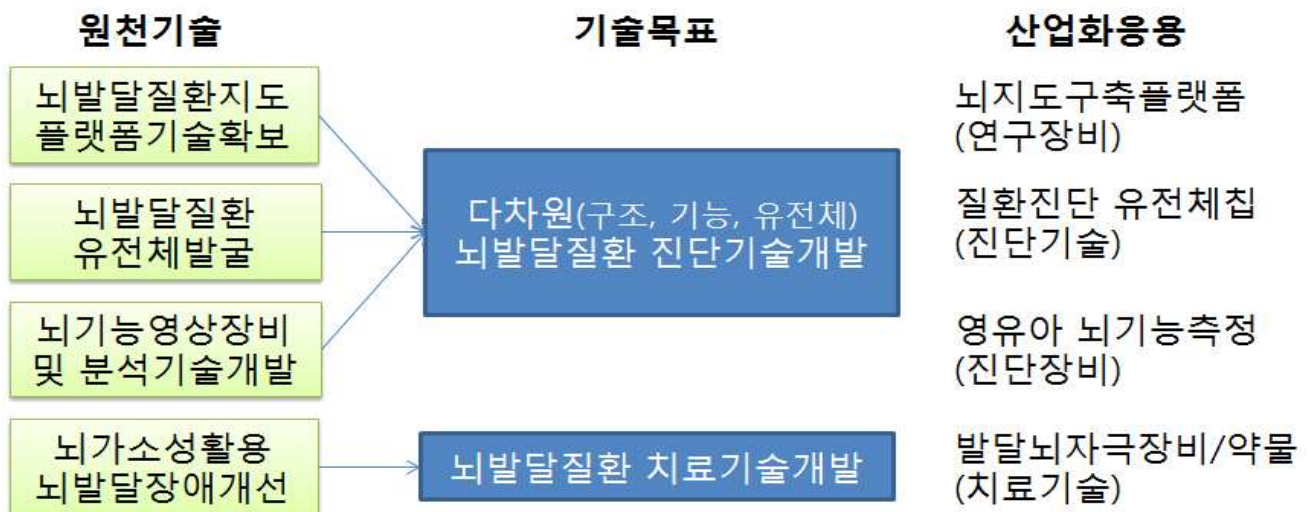 원천기술
기술목표
산업화응용
뇌발달질환지도
플랫폼기술확보
뇌발달질환
유전체발굴
뇌기능영상장비
및 분석기술개발
뇌가소성활용
뇌발달장애개선
다차원(구조, 기능, 유전체)
뇌발달질환 진단기술개발
뇌발달질환 치료기술개발
뇌지도구축플랫폼
(연구장비)
질환진단 유전체칩
(진단기술)
영유아 뇌기능측정
(진단장비)
발달뇌자극장비/약물
(치료기술)